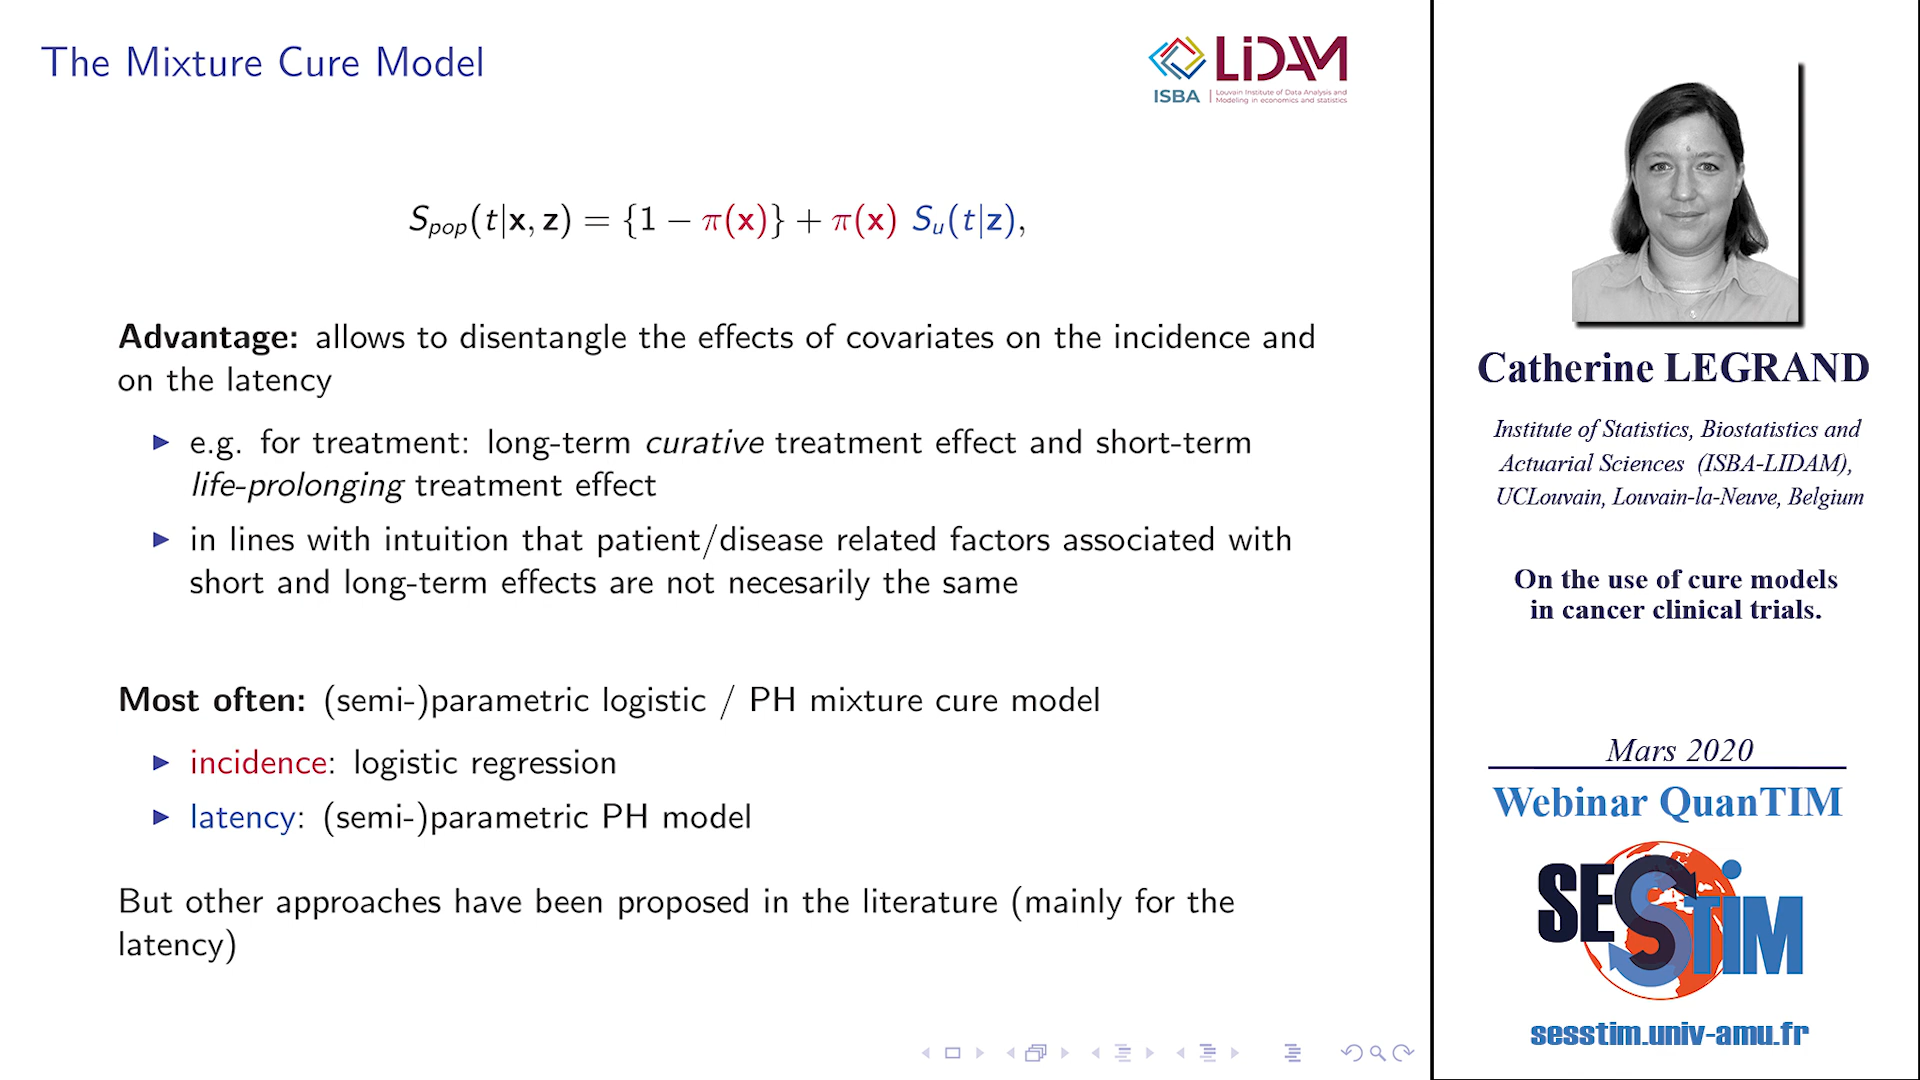 The Mixture Cure Model
LiDAM
ISBA
Louvain Institute of Data Analysis and
Modeling in economics and statistics
S_pop(t|x, z) = {1 − π(x)} + π(x) S_u(t|z),
Advantage: allows to disentangle the effects of covariates on the incidence and
on the latency
▶ e.g. for treatment: long-term curative treatment effect and short-term
life-prolonging treatment effect
▶ in lines with intuition that patient/disease related factors associated with
short and long-term effects are not necesarily the same
Most often: (semi-)parametric logistic / PH mixture cure model
▶ incidence: logistic regression
▶ latency: (semi-)parametric PH model
But other approaches have been proposed in the literature (mainly for the
latency)
Catherine LEGRAND
Institute of Statistics, Biostatistics and
Actuarial Sciences (ISBA-LIDAM),
UCLouvain, Louvain-la-Neuve, Belgium
On the use of cure models
in cancer clinical trials.
Mars 2020
Webinar QuanTIM
SESSTIM
sesstim.univ-amu.fr